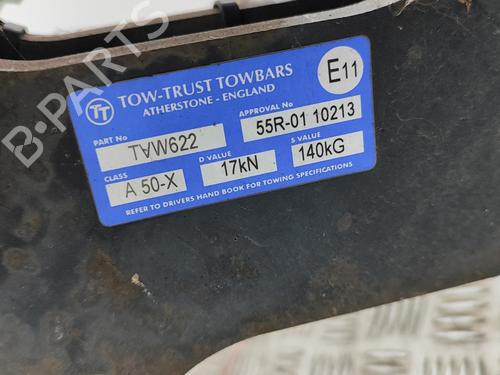 B-PARTS
TOW-TRUST TOWBARS
ATHERSTONE - ENGLAND
E11
TT
PART No
TAW622
APPROVAL No
55R-01 10213
CLASS
A 50-X
D VALUE
17kN
S VALUE
140kG
REFER TO DRIVERS HAND BOOK FOR TOWING SPECIFICATIONS